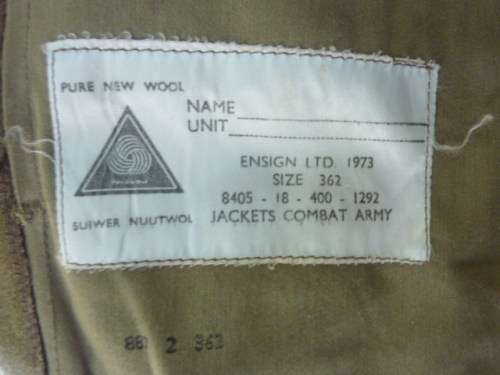 PURE NEW WOOL
NAME
UNIT
ENSIGN LTD 1973
SIZE 362
8405 - 18 - 400 - 1292
SUIWER NUUTWOL
JACKETS COMBAT ARMY
2 362